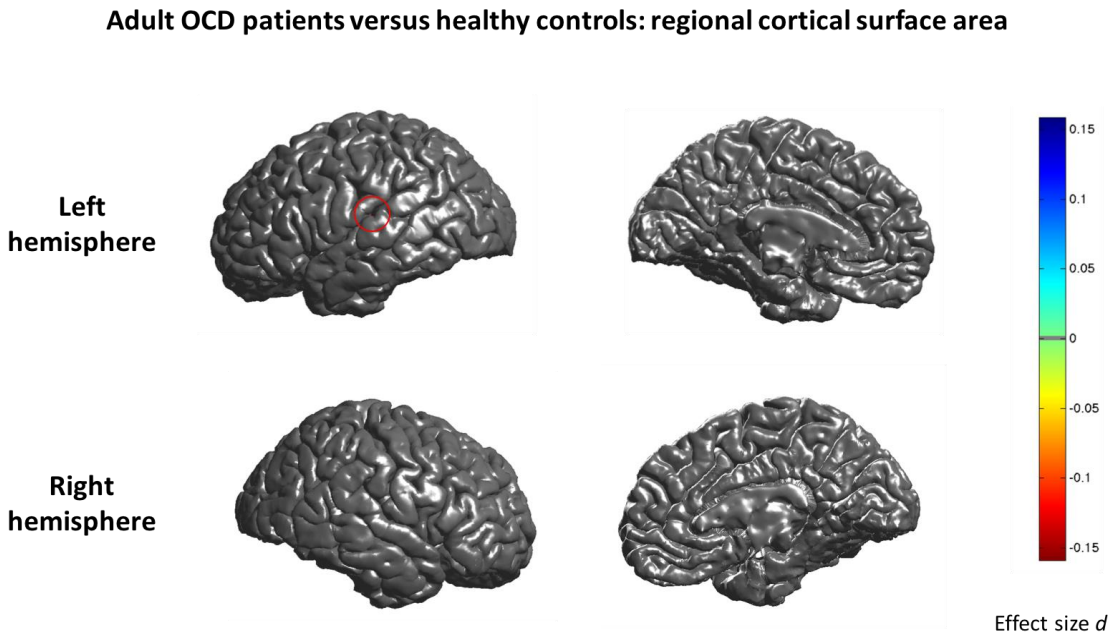 Adult OCD patients versus healthy controls: regional cortical surface area
Left
hemisphere
Right
hemisphere
0.15
0.1
0.05
0
-0.05
-0.1
-0.15
Effect size d